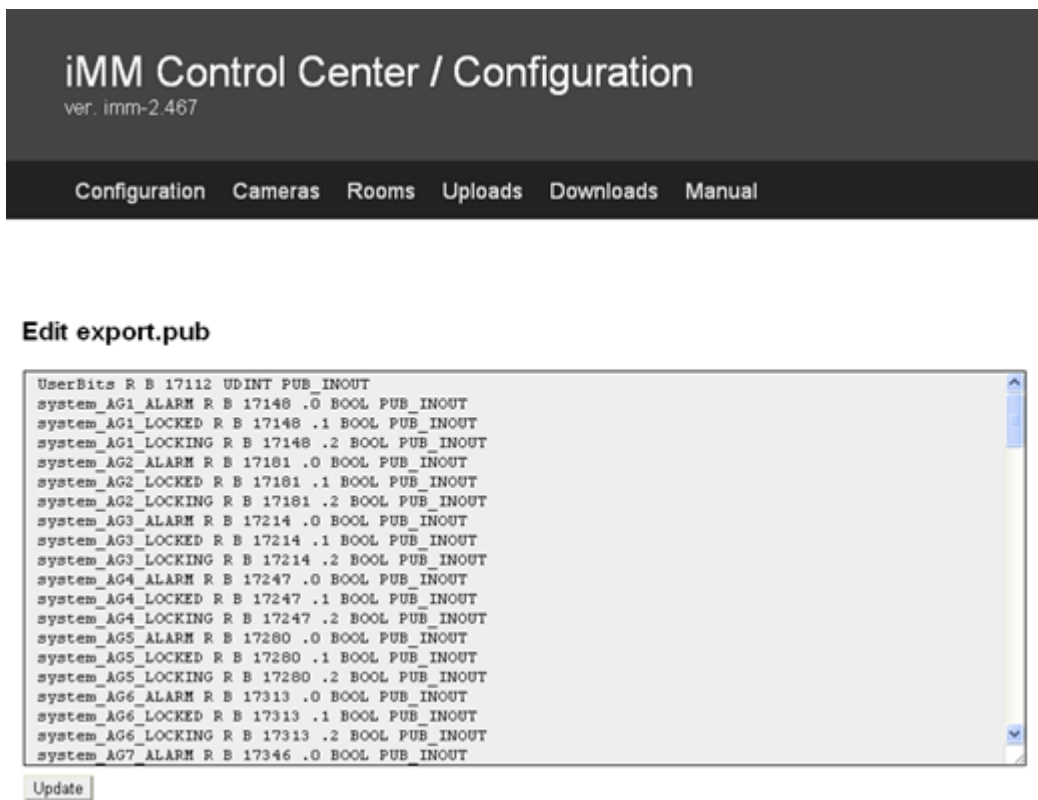 iMM Control Center / Configuration
ver. imm-2.467
Configuration Cameras Rooms Uploads Downloads Manual
Edit export.pub
UserBits R B 17112 UDINT PUB_INOUT
system_AG1_ALARM R B 17148 .0 BOOL PUB_INOUT
system_AG1_LOCKED R B 17148 .1 BOOL PUB_INOUT
system_AG1_LOCKING R B 17148 .2 BOOL PUB_INOUT
system_AG2_ALARM R B 17181 .0 BOOL PUB_INOUT
system_AG2_LOCKED R B 17181 .1 BOOL PUB_INOUT
system_AG2_LOCKING R B 17181 .2 BOOL PUB_INOUT
system_AG3_ALARM R B 17214 .0 BOOL PUB_INOUT
system_AG3_LOCKED R B 17214 .1 BOOL PUB_INOUT
system_AG3_LOCKING R B 17214 .2 BOOL PUB_INOUT
system_AG4_ALARM R B 17247 .0 BOOL PUB_INOUT
system_AG4_LOCKED R B 17247 .1 BOOL PUB_INOUT
system_AG4_LOCKING R B 17247 .2 BOOL PUB_INOUT
system_AG5_ALARM R B 17280 .0 BOOL PUB_INOUT
system_AG5_LOCKED R B 17280 .1 BOOL PUB_INOUT
system_AG5_LOCKING R B 17280 .2 BOOL PUB_INOUT
system_AG6_ALARM R B 17313 .0 BOOL PUB_INOUT
system_AG6_LOCKED R B 17313 .1 BOOL PUB_INOUT
system_AG6_LOCKING R B 17313 .2 BOOL PUB_INOUT
system_AG7_ALARM R B 17346 .0 BOOL PUB_INOUT
Update